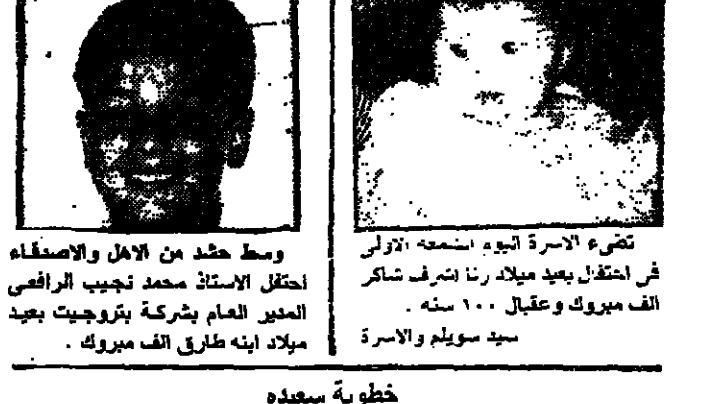 تضىء الاسرة اليوم الشمعه الاولى
فى احتفال بعيد ميلاد رنا اشرف شاكر
الف مبروك وعقبال ١٠٠ سنه .
سيد سويلم والاسرة
وسط حشد من الاهل والاصدقاء
احتفل الاستاذ محمد نجيب الرافعى
المدير العام بشركة بتروجيت بعيد
ميلاد ابنه طارق الف مبروك .
خطوبة سعيده